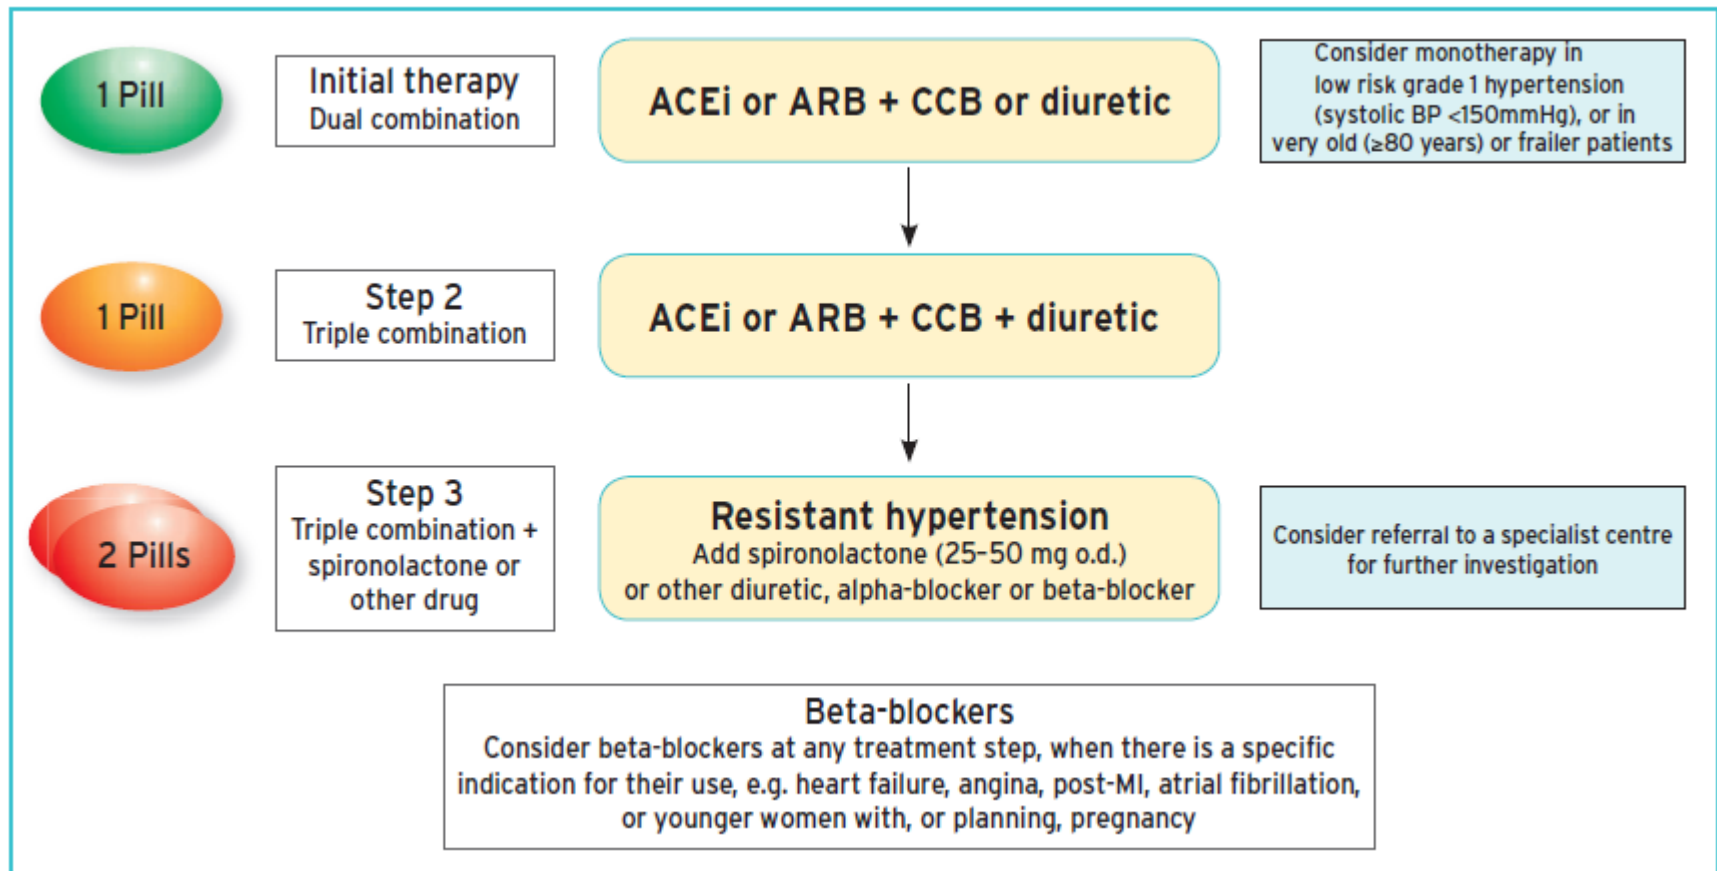 1 Pill
Initial therapy
Dual combination
ACEi or ARB + CCB or diuretic
Consider monotherapy in
low risk grade 1 hypertension
(systolic BP <150mmHg), or in
very old (≥80 years) or frailer patients
1 Pill
Step 2
Triple combination
ACEi or ARB + CCB + diuretic
2 Pills
Step 3
Triple combination +
spironolactone or
other drug
Resistant hypertension
Add spironolactone (25–50 mg o.d.)
or other diuretic, alpha-blocker or beta-blocker
Consider referral to a specialist centre
for further investigation
Beta-blockers
Consider beta-blockers at any treatment step, when there is a specific
indication for their use, e.g. heart failure, angina, post-MI, atrial fibrillation,
or younger women with, or planning, pregnancy